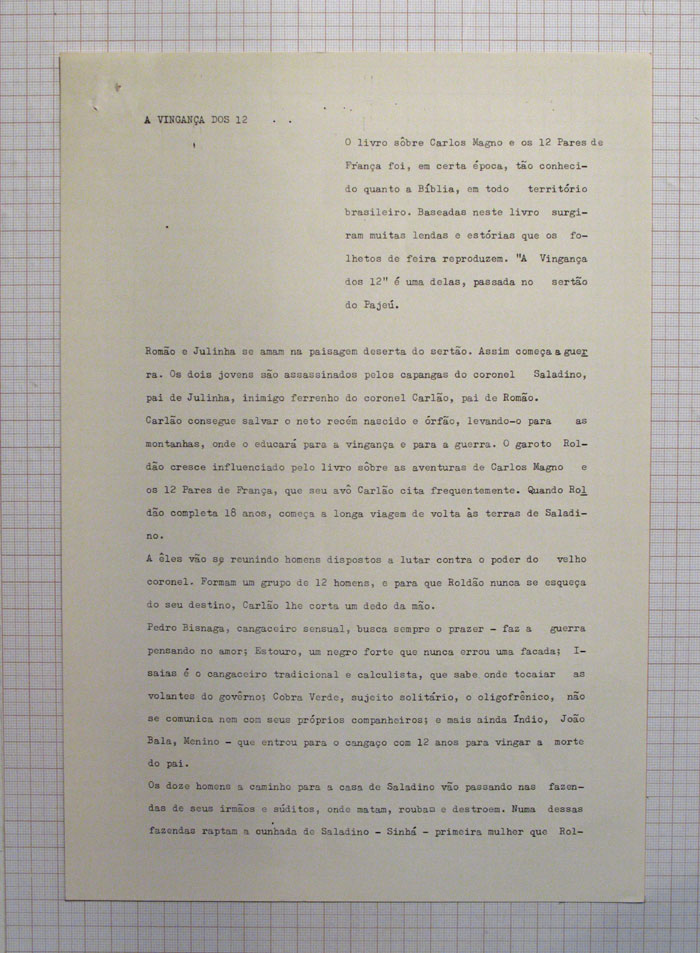 A VINGANÇA DOS 12
O livro sôbre Carlos Magno e os 12 Pares de
França foi, em certa época, tão conheci-
do quanto a Bíblia, em todo território
brasileiro. Baseadas neste livro surgi-
ram muitas lendas e estórias que os fo-
lhetos de feira reproduzem. "A Vingança
dos 12" é uma delas, passada no sertão
do Pajeú.
Romão e Julinha se amam na paisagem deserta do sertão. Assim começa a guer
ra. Os dois jovens são assassinados pelos capangas do coronel Saladino,
pai de Julinha, inimigo ferrenho do coronel Carlão, pai de Romão.
Carlão consegue salvar o neto recém nascido e órfão, levando-o para as
montanhas, onde o educará para a vingança e para a guerra. O garoto Rol-
dão cresce influenciado pelo livro sôbre as aventuras de Carlos Magno e
os 12 Pares de França, que seu avô Carlão cita frequentemente. Quando Rol
dão completa 18 anos, começa a longa viagem de volta às terras de Saladi-
no.
A êles vão se reunindo homens dispostos a lutar contra o poder do velho
coronel. Formam um grupo de 12 homens, e para que Roldão nunca se esqueça
do seu destino, Carlão lhe corta um dedo da mão.
Pedro Bisnaga, cangaceiro sensual, busca sempre o prazer - faz a guerra
pensando no amor; Estouro, um negro forte que nunca errou uma facada; I-
saias é o cangaceiro tradicional e calculista, que sabe onde tocaiar as
volantes do govêrno; Cobra Verde, sujeito solitário, o oligofrênico, não
se comunica nem com seus próprios companheiros; e mais ainda Índio, João
Bala, Menino - que entrou para o cangaço com 12 anos para vingar a morte
do pai.
Os doze homens a caminho para a casa de Saladino vão passando nas fazen-
das de seus irmãos e súditos, onde matam, roubam e destroem. Numa dessas
fazendas raptam a cunhada de Saladino - Sinhá - primeira mulher que Rol-